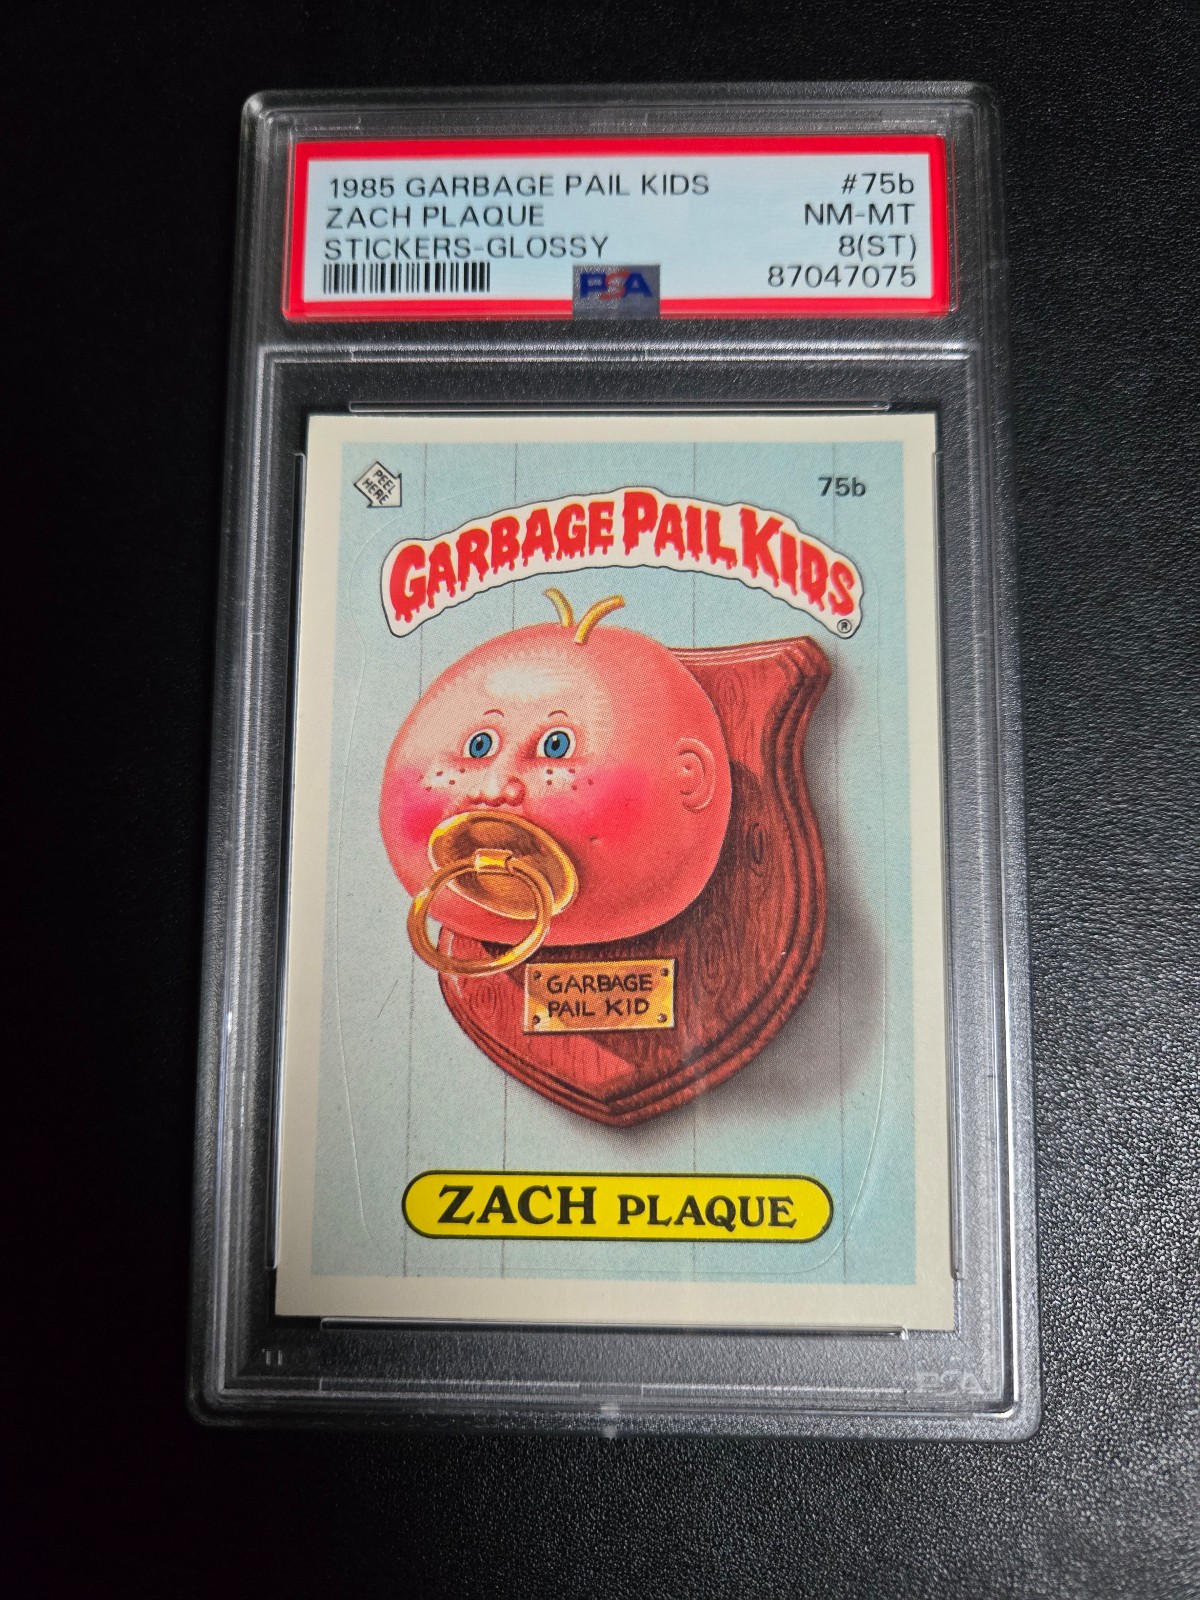 1985 GARBAGE PAIL KIDS #75b
ZACH PLAQUE NM-MT
STICKERS-GLOSSY 8(ST)
87047075
PSA
PEEL
HERE
75b
GARBAGE PAIL KIDS
®
GARBAGE
PAIL KID
ZACH PLAQUE
PSA